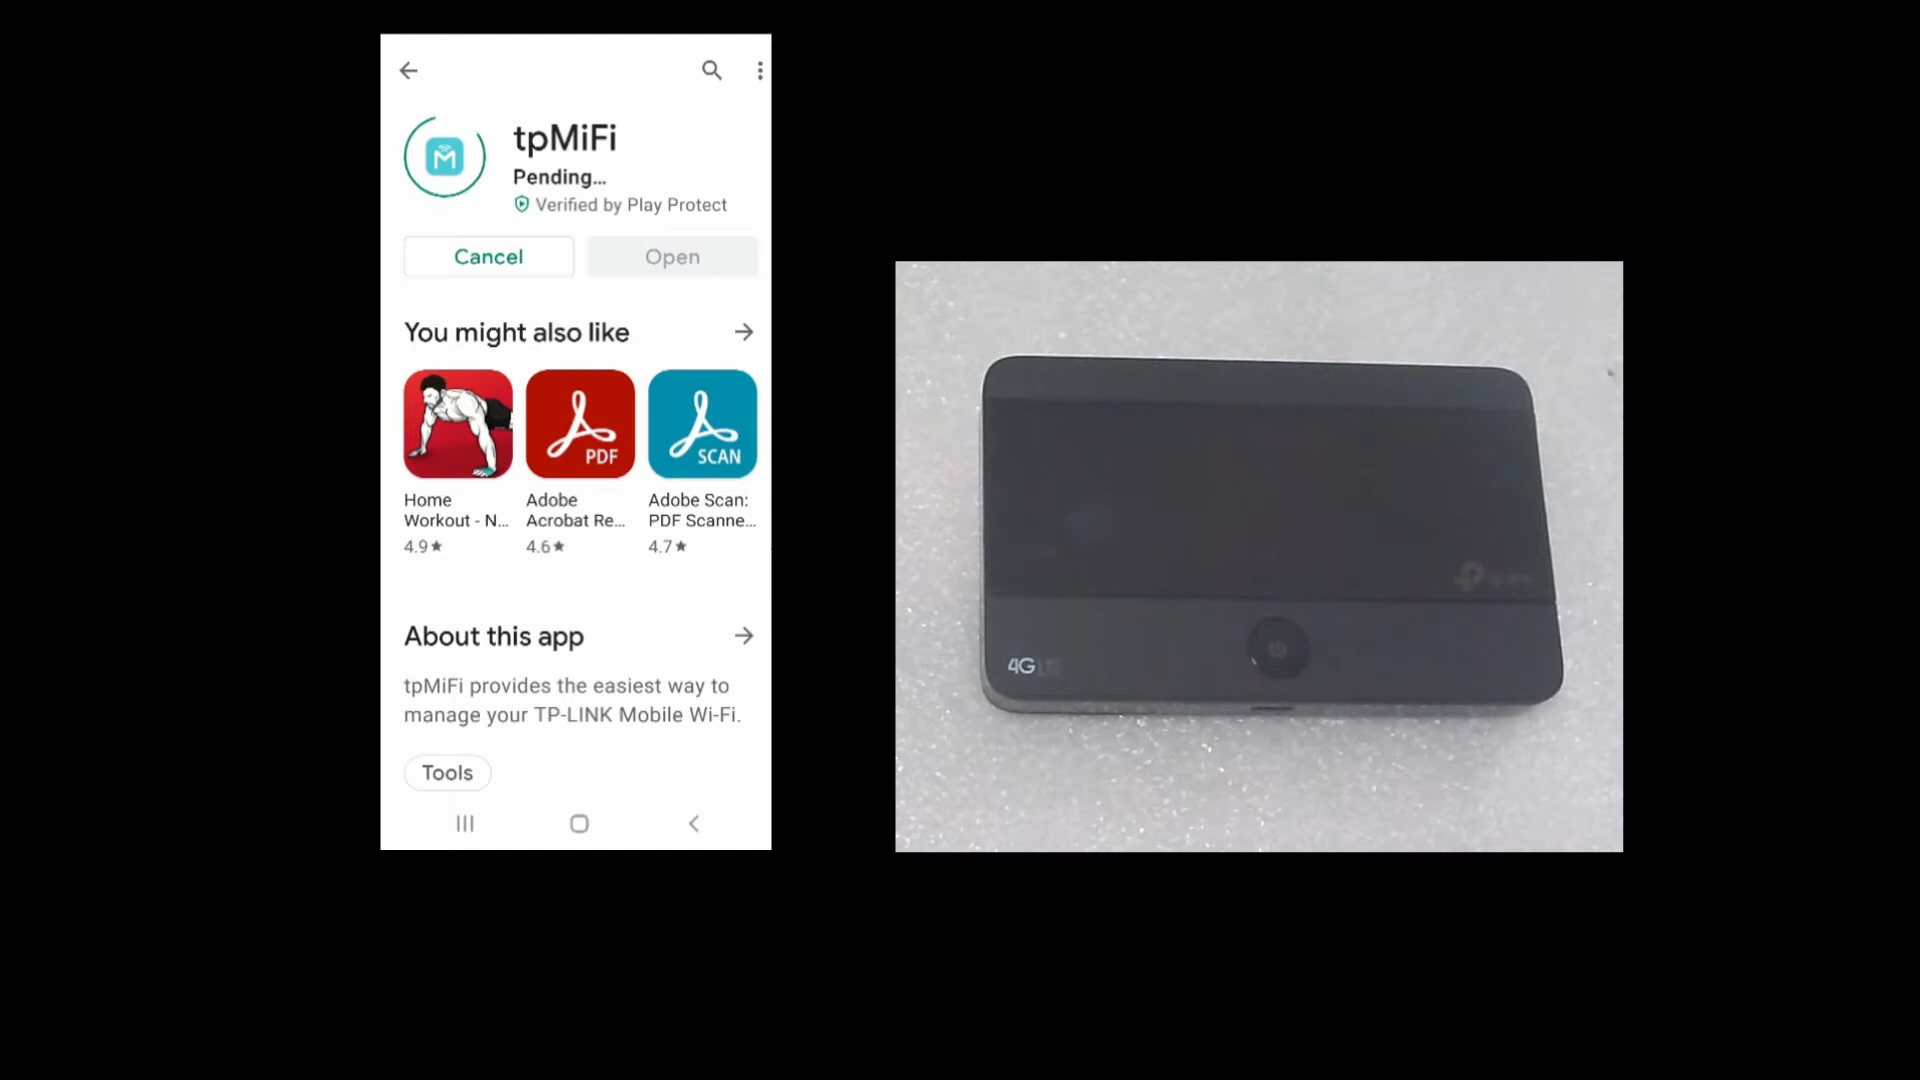 tpMiFi
Pending...
Verified by Play Protect
Cancel
Open
You might also like
PDF
SCAN
Home
Workout - N...
4.9★
Adobe
Acrobat Re...
4.6★
Adobe Scan:
PDF Scanne...
4.7★
About this app
tpMiFi provides the easiest way to
manage your TP-LINK Mobile Wi-Fi.
Tools
4G LTE